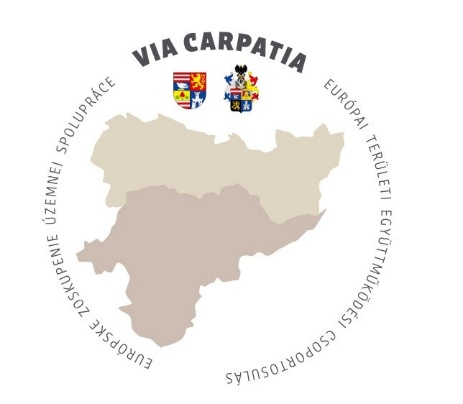 VIA CARPATIA
EURÓPSKE ZOSKUPENIE ÚZEMNEJ SPOLUPRÁCE
EURÓPAI TERÜLETI EGYÜTTMŰKÖDÉSI CSOPORTOSULÁS